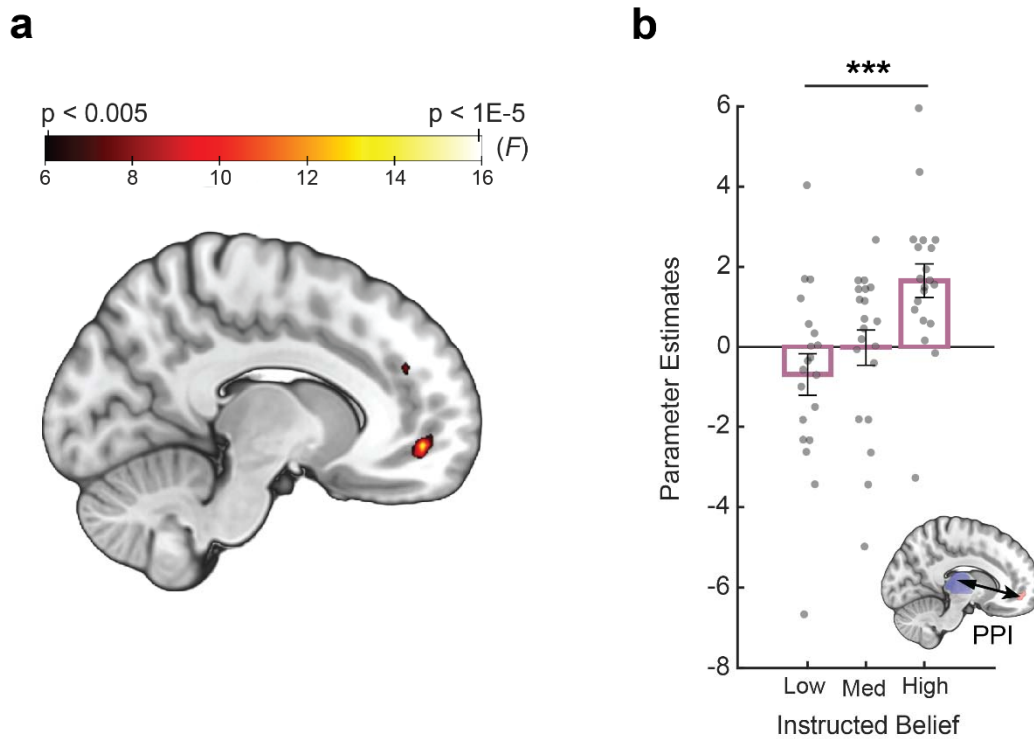 a
p < 0.005 p < 1E-5
(F)
6 8 10 12 14 16
b
***
6
4
2
0
-2
-4
-6
-8
Parameter Estimates
PPI
Low Med High
Instructed Belief